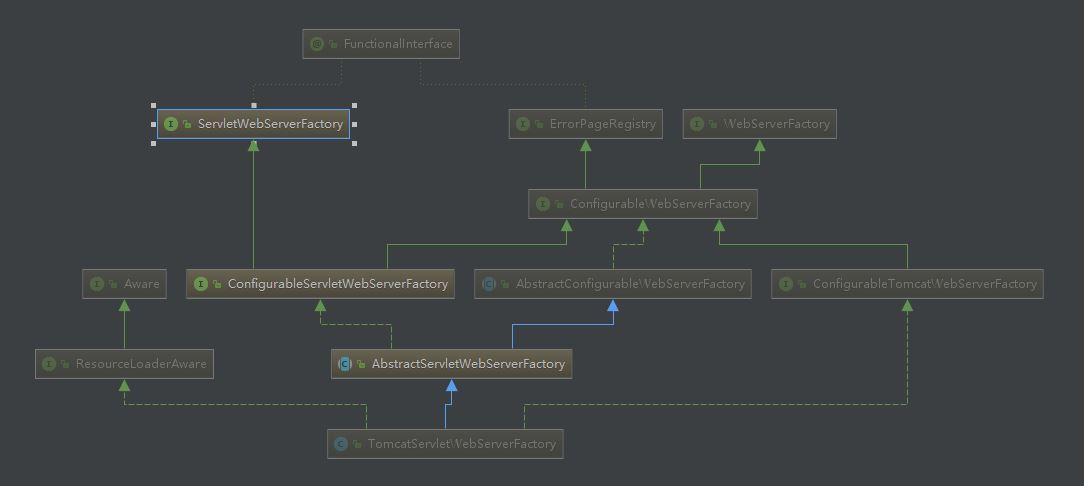 FunctionalInterface
ServletWebServerFactory
ErrorPageRegistry
WebServerFactory
ConfigurableWebServerFactory
Aware
ConfigurableServletWebServerFactory
AbstractConfigurableWebServerFactory
ConfigurableTomcatWebServerFactory
ResourceLoaderAware
AbstractServletWebServerFactory
TomcatServletWebServerFactory